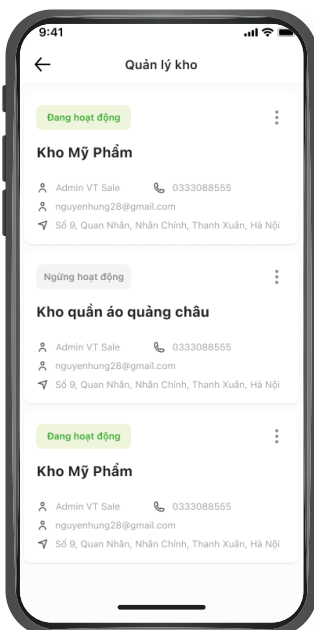 9:41
Quản lý kho
Đang hoạt động
Kho Mỹ Phẩm
Admin VT Sale 0333088555
nguyenhung28@gmail.com
Số 9, Quan Nhân, Nhân Chính, Thanh Xuân, Hà Nội
Ngừng hoạt động
Kho quần áo quảng châu
Admin VT Sale 0333088555
nguyenhung28@gmail.com
Số 9, Quan Nhân, Nhân Chính, Thanh Xuân, Hà Nội
Đang hoạt động
Kho Mỹ Phẩm
Admin VT Sale 0333088555
nguyenhung28@gmail.com
Số 9, Quan Nhân, Nhân Chính, Thanh Xuân, Hà Nội